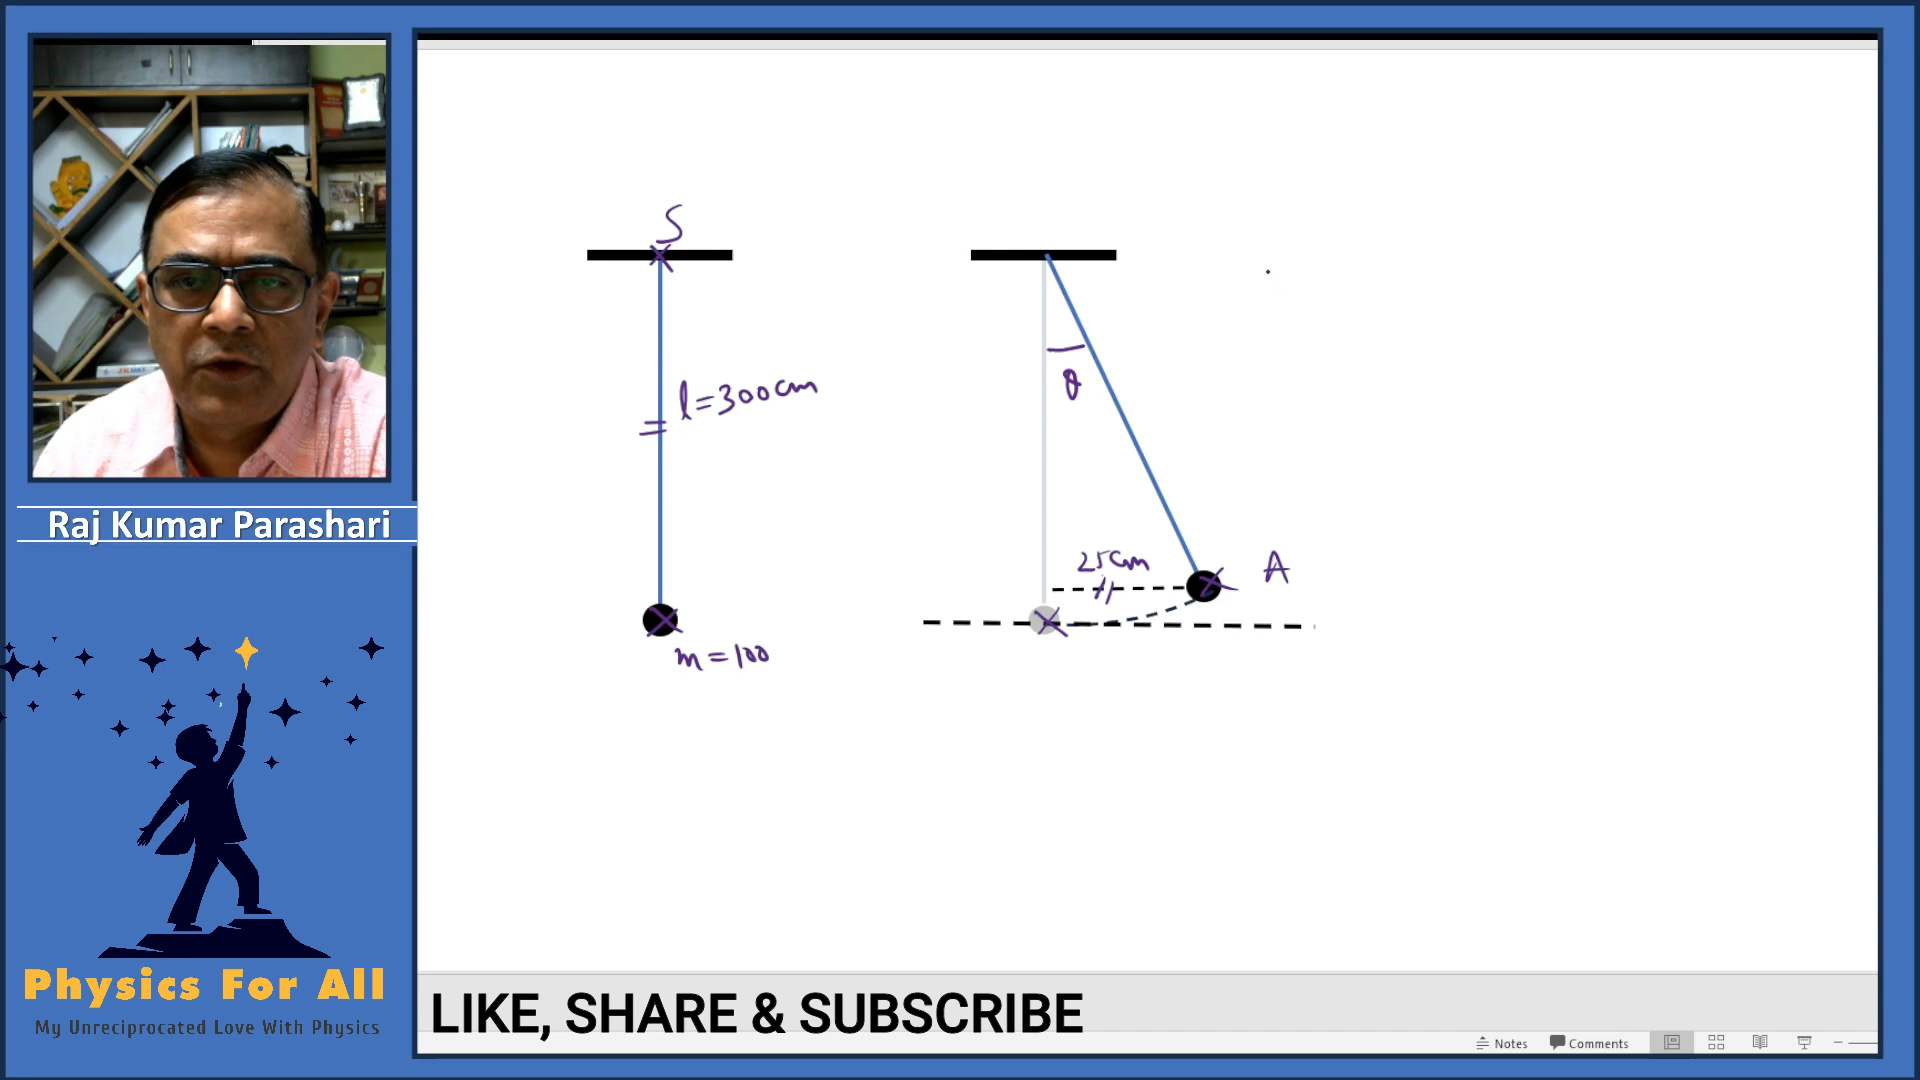 S
l=300cm
θ
25cm
A
m=100
Raj Kumar Parashari
Physics For All
My Unreciprocated Love With Physics
LIKE, SHARE & SUBSCRIBE
Notes
Comments